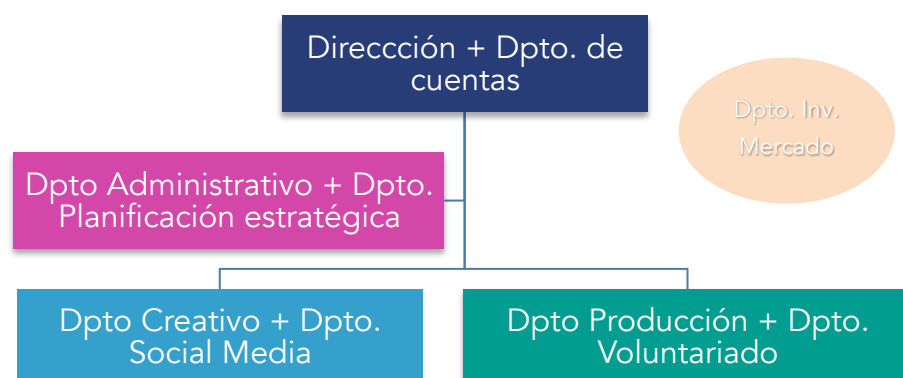 Direccción + Dpto. de
cuentas
Dpto. Inv.
Mercado
Dpto Administrativo + Dpto.
Planificación estratégica
Dpto Creativo + Dpto.
Social Media
Dpto Producción + Dpto.
Voluntariado